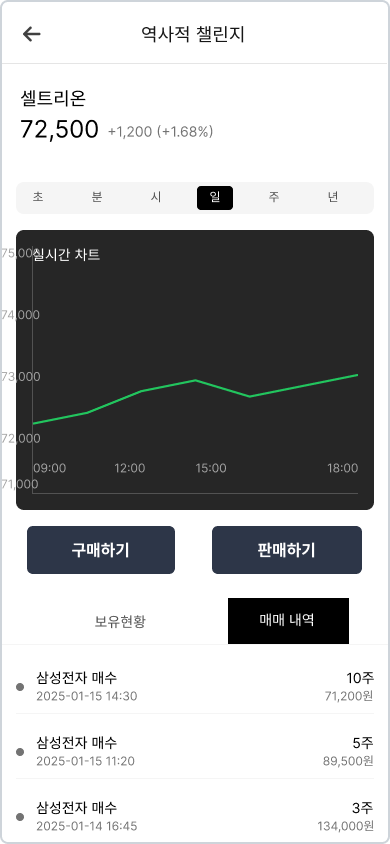 역사적 챌린지
셀트리온
72,500 +1,200 (+1.68%)
초 분 시 일 주 년
75,000
실시간 차트
74,000
73,000
72,000
09:00 12:00 15:00 18:00
71,000
구매하기 판매하기
보유현황 매매 내역
삼성전자 매수 10주
2025-01-15 14:30 71,200원
삼성전자 매수 5주
2025-01-15 11:20 89,500원
삼성전자 매수 3주
2025-01-14 16:45 134,000원